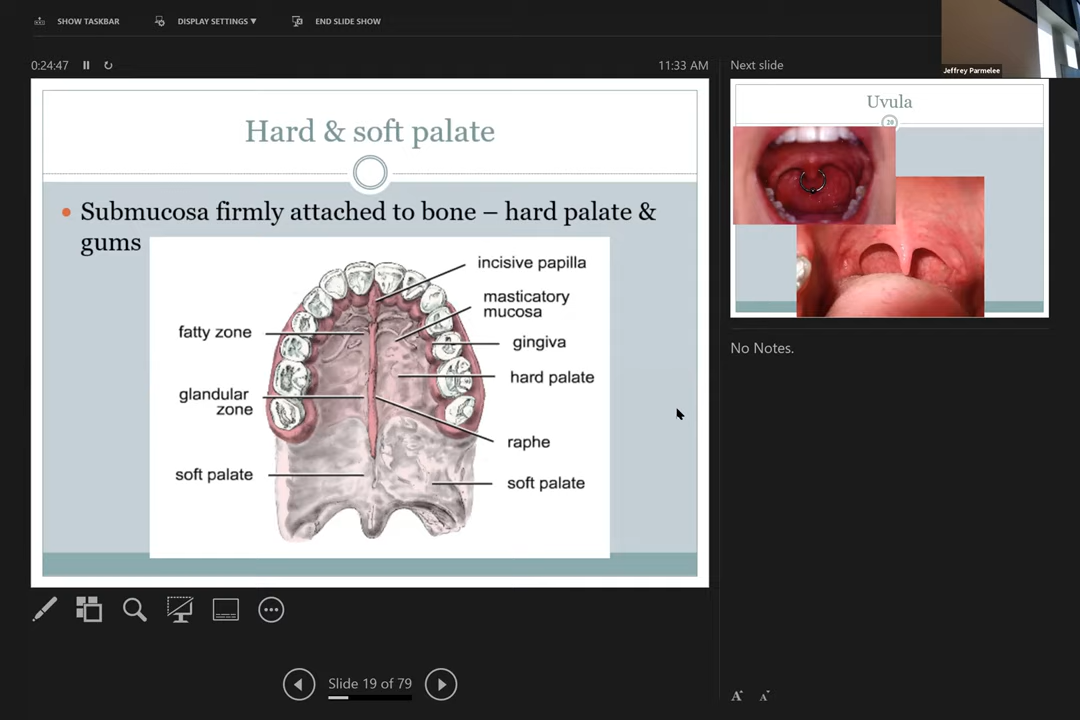 SHOW TASKBAR
DISPLAY SETTINGS ▼
END SLIDE SHOW
0:24:47
11:33 AM
Hard & soft palate
• Submucosa firmly attached to bone – hard palate &
gums
incisive papilla
masticatory
mucosa
fatty zone
gingiva
hard palate
glandular
zone
raphe
soft palate
soft palate
Slide 19 of 79
Next slide
Jeffrey Parmelee
Uvula
20
No Notes.
A
A